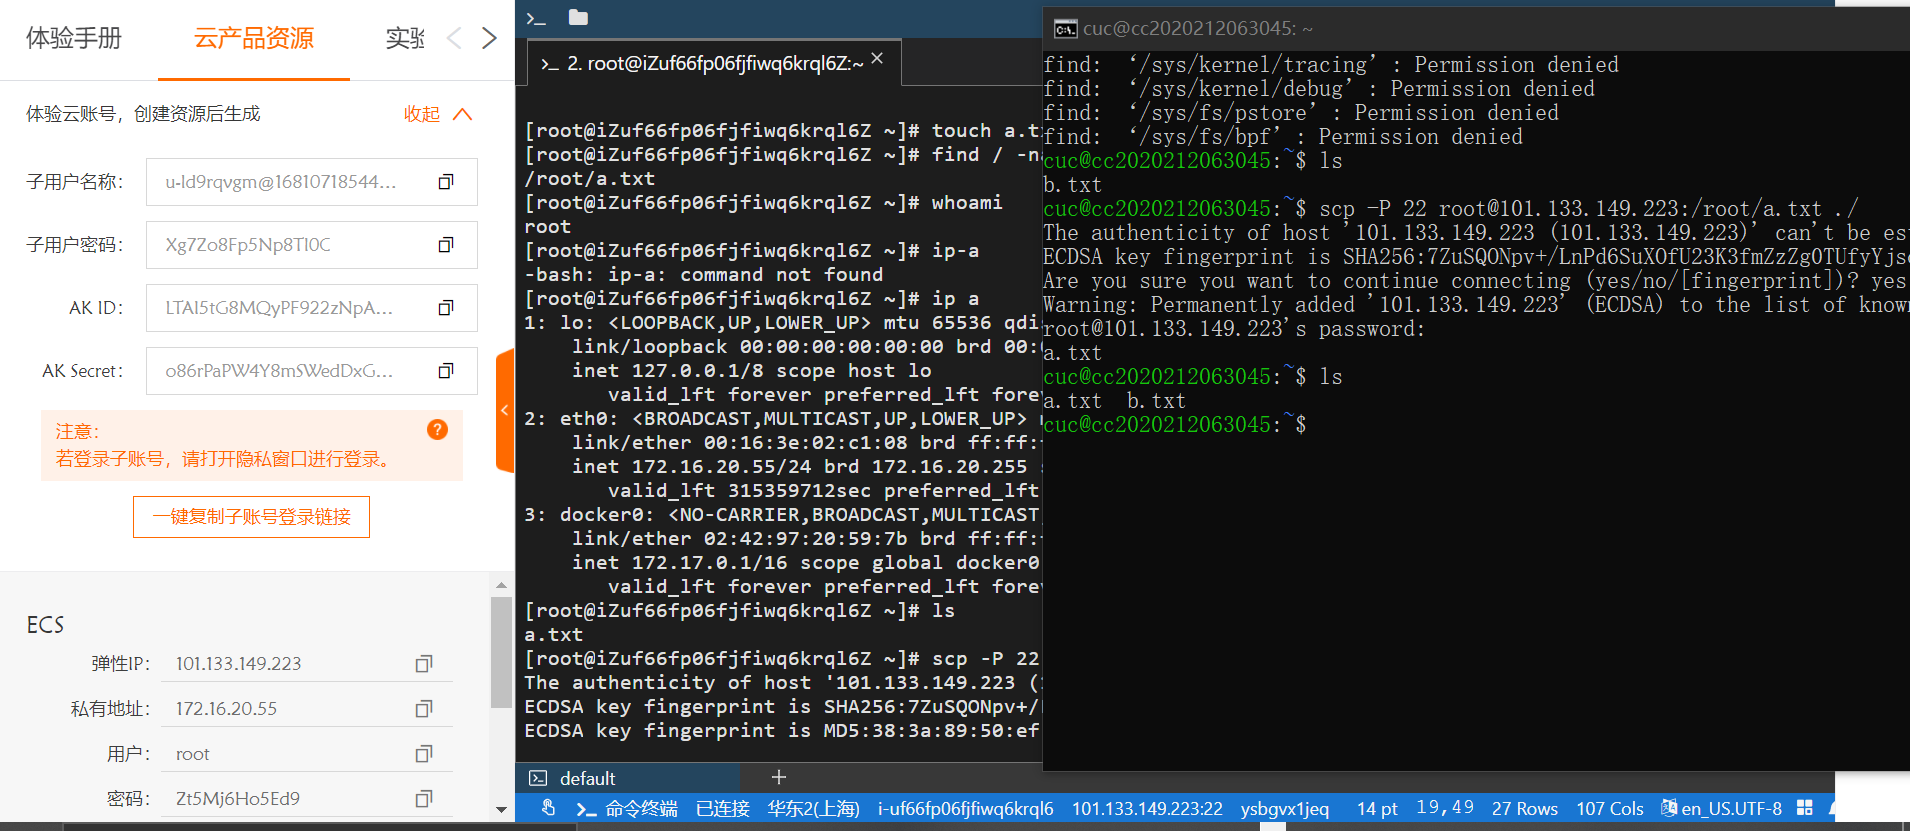 体验手册 云产品资源 实验
体验云账号，创建资源后生成 收起
子用户名称： u-ld9rqvgm@16810718544...
子用户密码： Xg7Zo8Fp5Np8Tl0C
AK ID： LTAI5tG8MQyPF922zNpA...
AK Secret： o86rPaPW4Y8mSWedDxG...
注意：
若登录子账号，请打开隐私窗口进行登录。
一键复制子账号登录链接
ECS
弹性IP： 101.133.149.223
私有地址： 172.16.20.55
用户： root
密码： Zt5Mj6Ho5Ed9
2. root@iZuf66fp06fjfiwq6krql6Z:~
[root@iZuf66fp06fjfiwq6krql6Z ~]# touch a.t
[root@iZuf66fp06fjfiwq6krql6Z ~]# find / -n
/root/a.txt
[root@iZuf66fp06fjfiwq6krql6Z ~]# whoami
root
[root@iZuf66fp06fjfiwq6krql6Z ~]# ip-a
-bash: ip-a: command not found
[root@iZuf66fp06fjfiwq6krql6Z ~]# ip a
1: lo: <LOOPBACK,UP,LOWER_UP> mtu 65536 qdi
link/loopback 00:00:00:00:00:00 brd 00:
inet 127.0.0.1/8 scope host lo
valid_lft forever preferred_lft fore
2: eth0: <BROADCAST,MULTICAST,UP,LOWER_UP>
link/ether 00:16:3e:02:c1:08 brd ff:ff:
inet 172.16.20.55/24 brd 172.16.20.255
valid_lft 315359712sec preferred_lft
3: docker0: <NO-CARRIER,BROADCAST,MULTICAST,
link/ether 02:42:97:20:59:7b brd ff:ff:
inet 172.17.0.1/16 scope global docker0
valid_lft forever preferred_lft fore
[root@iZuf66fp06fjfiwq6krql6Z ~]# ls
a.txt
[root@iZuf66fp06fjfiwq6krql6Z ~]# scp -P 22
The authenticity of host '101.133.149.223 (
ECDSA key fingerprint is SHA256:7ZuSQONpv+/
ECDSA key fingerprint is MD5:38:3a:89:50:ef
default
命令终端 已连接 华东2(上海) i-uf66fp06fjfiwq6krql6 101.133.149.223:22 ysbgvx1jeq 14 pt 19,49 27 Rows 107 Cols en_US.UTF-8
cuc@cc2020212063045: ~
find: ‘/sys/kernel/tracing’: Permission denied
find: ‘/sys/kernel/debug’: Permission denied
find: ‘/sys/fs/pstore’: Permission denied
find: ‘/sys/fs/bpf’: Permission denied
cuc@cc2020212063045:~$ ls
b.txt
cuc@cc2020212063045:~$ scp -P 22 root@101.133.149.223:/root/a.txt ./
The authenticity of host '101.133.149.223 (101.133.149.223)' can't be es
ECDSA key fingerprint is SHA256:7ZuSQONpv+/LnPd6SuXOfU23K3fmZzZg0TUfyYjs
Are you sure you want to continue connecting (yes/no/[fingerprint])? yes
Warning: Permanently added '101.133.149.223' (ECDSA) to the list of know
root@101.133.149.223's password:
a.txt
cuc@cc2020212063045:~$ ls
a.txt b.txt
cuc@cc2020212063045:~$